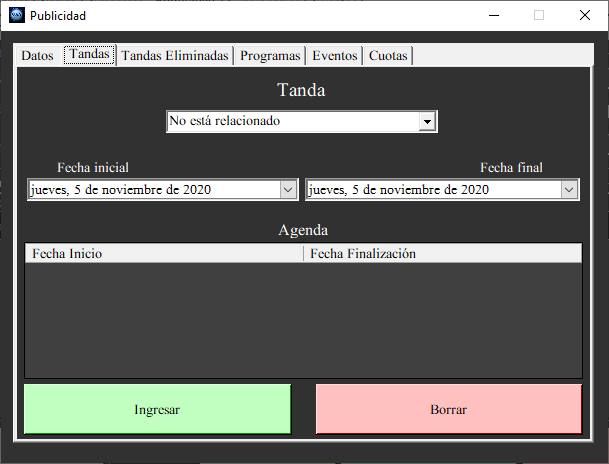 Publicidad
Datos Tandas Tandas Eliminadas Programas Eventos Cuotas
Tanda
No está relacionado
Fecha inicial Fecha final
jueves, 5 de noviembre de 2020 jueves, 5 de noviembre de 2020
Agenda
Fecha Inicio Fecha Finalización
Ingresar Borrar